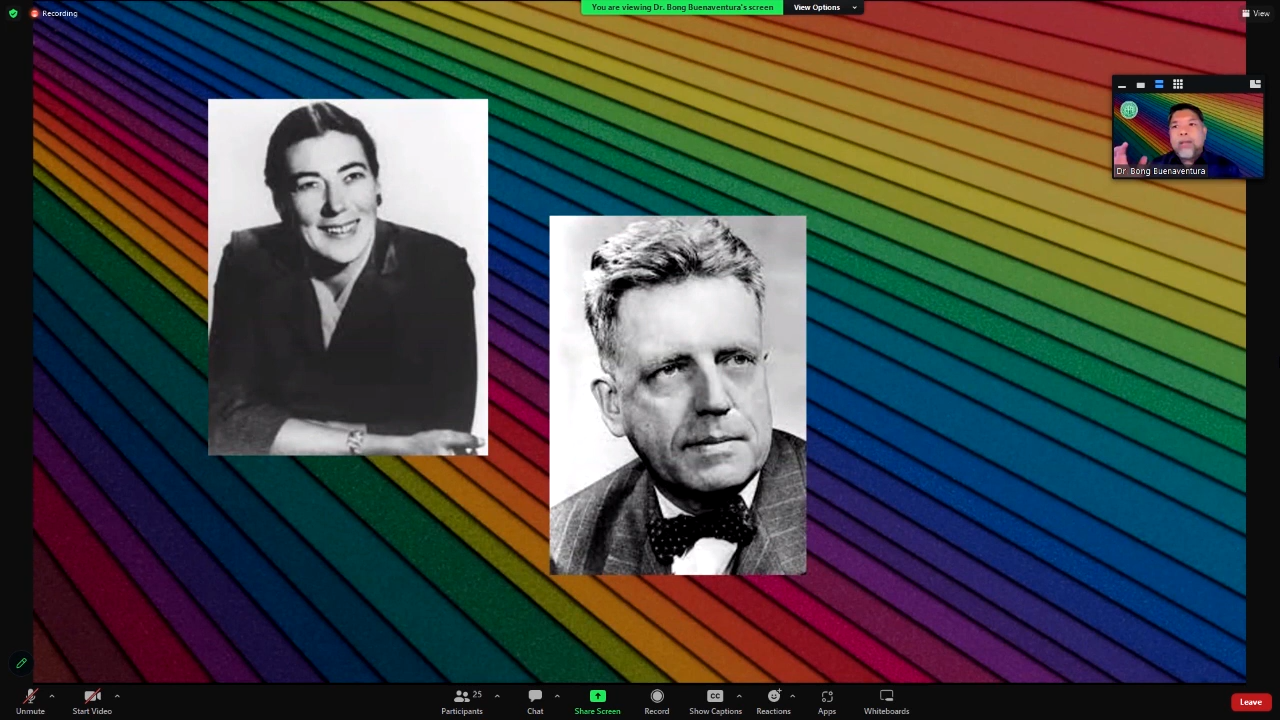 Recording
You are viewing Dr. Bong Buenaventura's screen
View Options
View
Dr. Bong Buenaventura
Unmute
Start Video
Participants
25
Chat
Share Screen
Record
CC
Show Captions
Reactions
Apps
Whiteboards
Leave